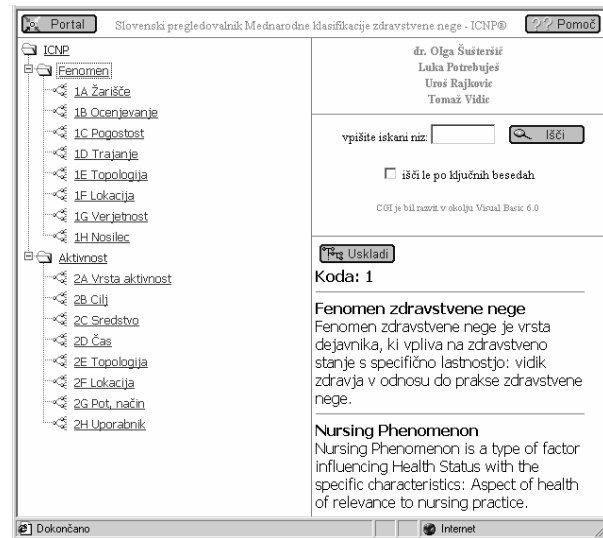 Portal
Slovenski pregledovalnik Mednarodne klasifikacije zdravstvene nege - ICNP®
?? Pomoč
ICNP
Fenomen
1A Žarišče
1B Ocenjevanje
1C Pogostost
1D Trajanje
1E Topologija
1F Lokacija
1G Verjetnost
1H Nosilec
Aktivnost
2A Vrsta aktivnost
2B Cilj
2C Sredstvo
2D Čas
2E Topologija
2F Lokacija
2G Pot, način
2H Uporabnik
dr. Olga Šušteršič
Luka Potrebuješ
Uroš Rajkovic
Tomaž Vidic
vpišite iskani niz:
Išči
išči le po ključnih besedah
CGI je bil razvit v okolju Visual Basic 6.0
Uskladi
Koda: 1
Fenomen zdravstvene nege
Fenomen zdravstvene nege je vrsta
dejavnika, ki vpliva na zdravstveno
stanje s specifično lastnostjo: vidik
zdravja v odnosu do prakse zdravstvene
nege.
Nursing Phenomenon
Nursing Phenomenon is a type of factor
influencing Health Status with the
specific characteristics: Aspect of health
of relevance to nursing practice.
Dokončano
Internet